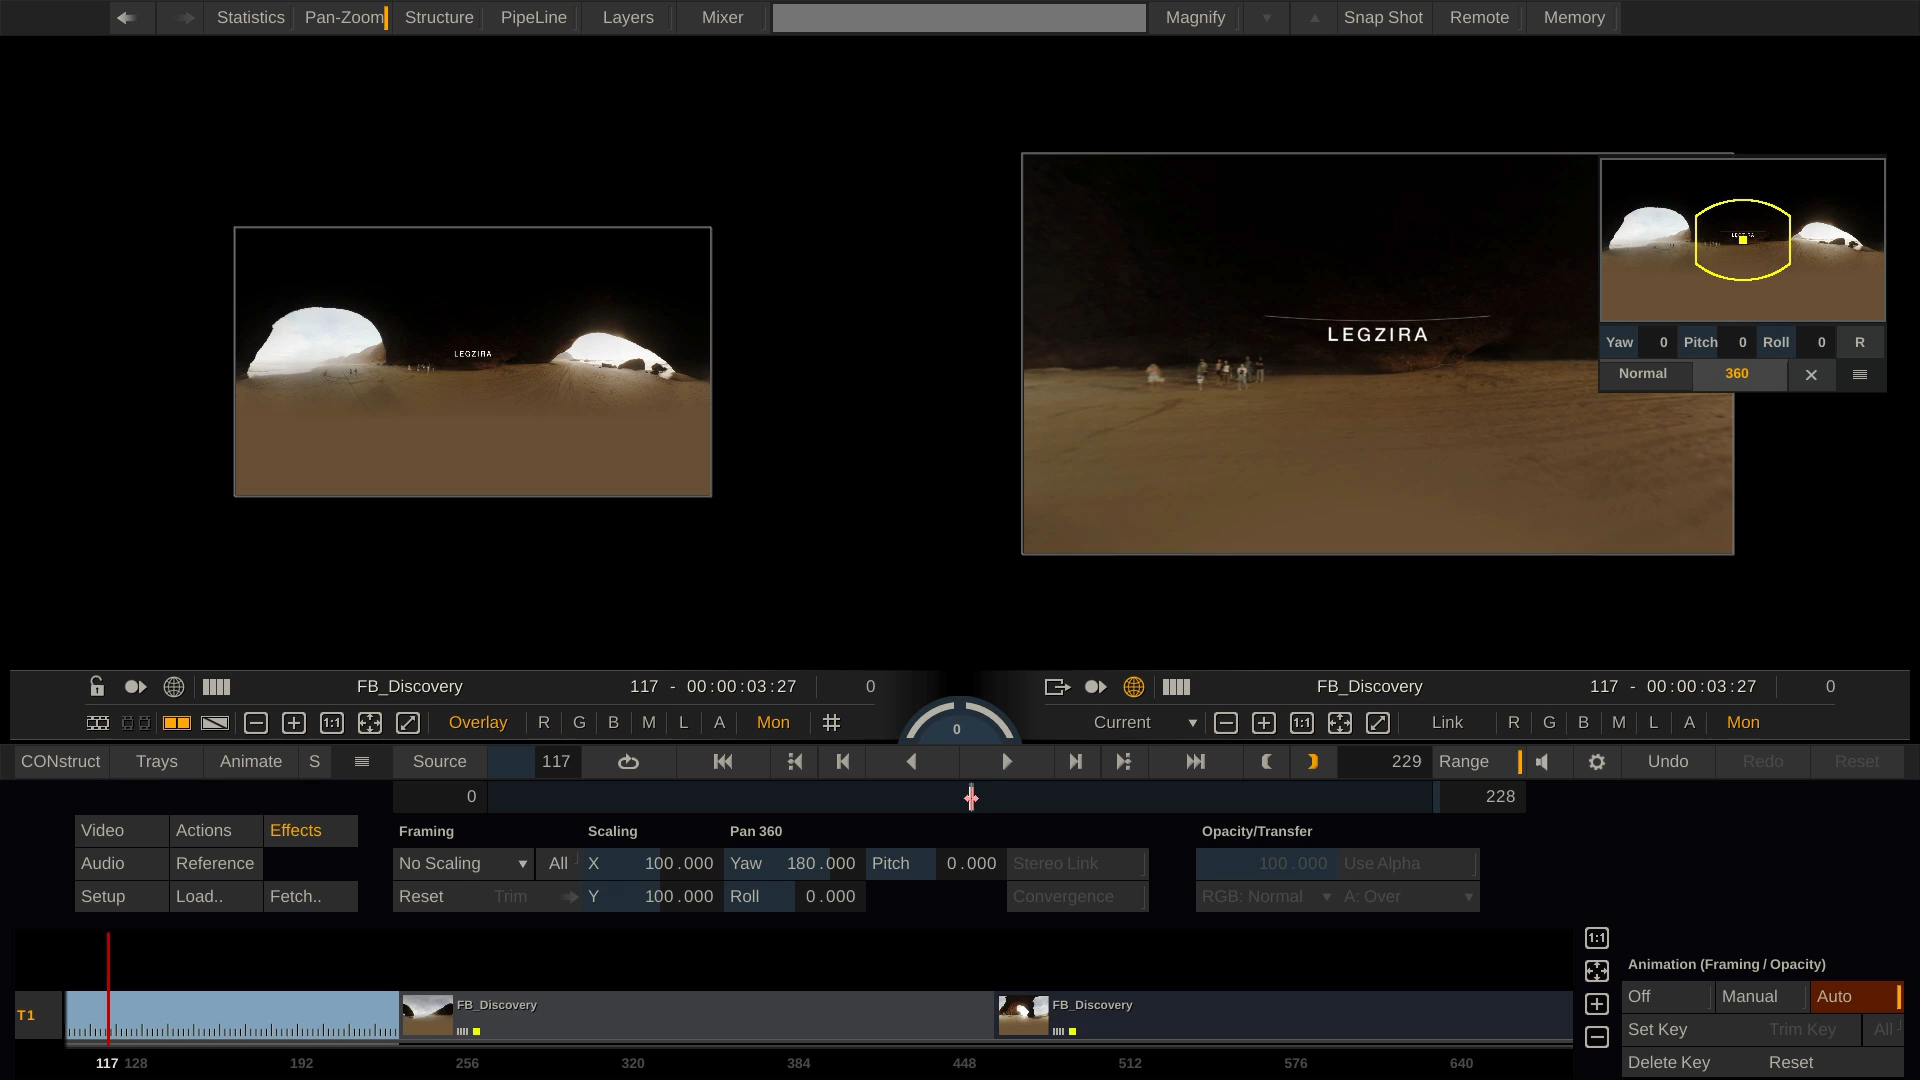 Statistics Pan-Zoom Structure PipeLine Layers Mixer Magnify Snap Shot Remote Memory
LEGZIRA
LEGZIRA
Yaw 0 Pitch 0 Roll 0 R
Normal 360
FB_Discovery 117 - 00:00:03:27 0
FB_Discovery 117 - 00:00:03:27 0
1:1 Overlay R G B M L A Mon
0
Current 1:1 Link R G B M L A Mon
CONstruct Trays Animate S Source 117 229 Range Undo Redo Reset
0 228
Video Actions Effects Framing Scaling Pan 360 Opacity/Transfer
Audio Reference No Scaling All X 100.000 Yaw 180.000 Pitch 0.000 Stereo Link 100.000 Use Alpha
Setup Load.. Fetch.. Reset Trim Y 100.000 Roll 0.000 Convergence RGB: Normal A: Over
1:1
Animation (Framing / Opacity)
Off Manual Auto
T1 FB_Discovery FB_Discovery
Set Key Trim Key All
117 128 192 256 320 384 448 512 576 640
Delete Key Reset